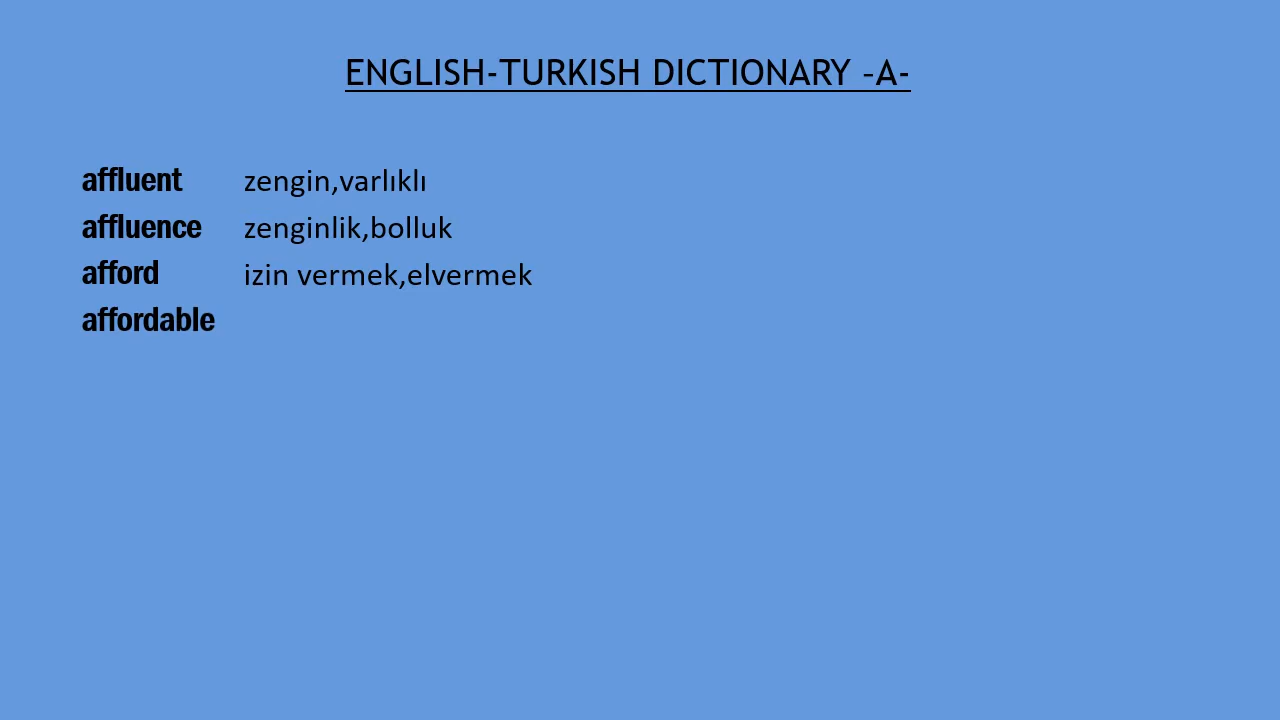 ENGLISH-TURKISH DICTIONARY –A-
affluent zengin,varlıklı
affluence zenginlik,bolluk
afford izin vermek,elvermek
affordable